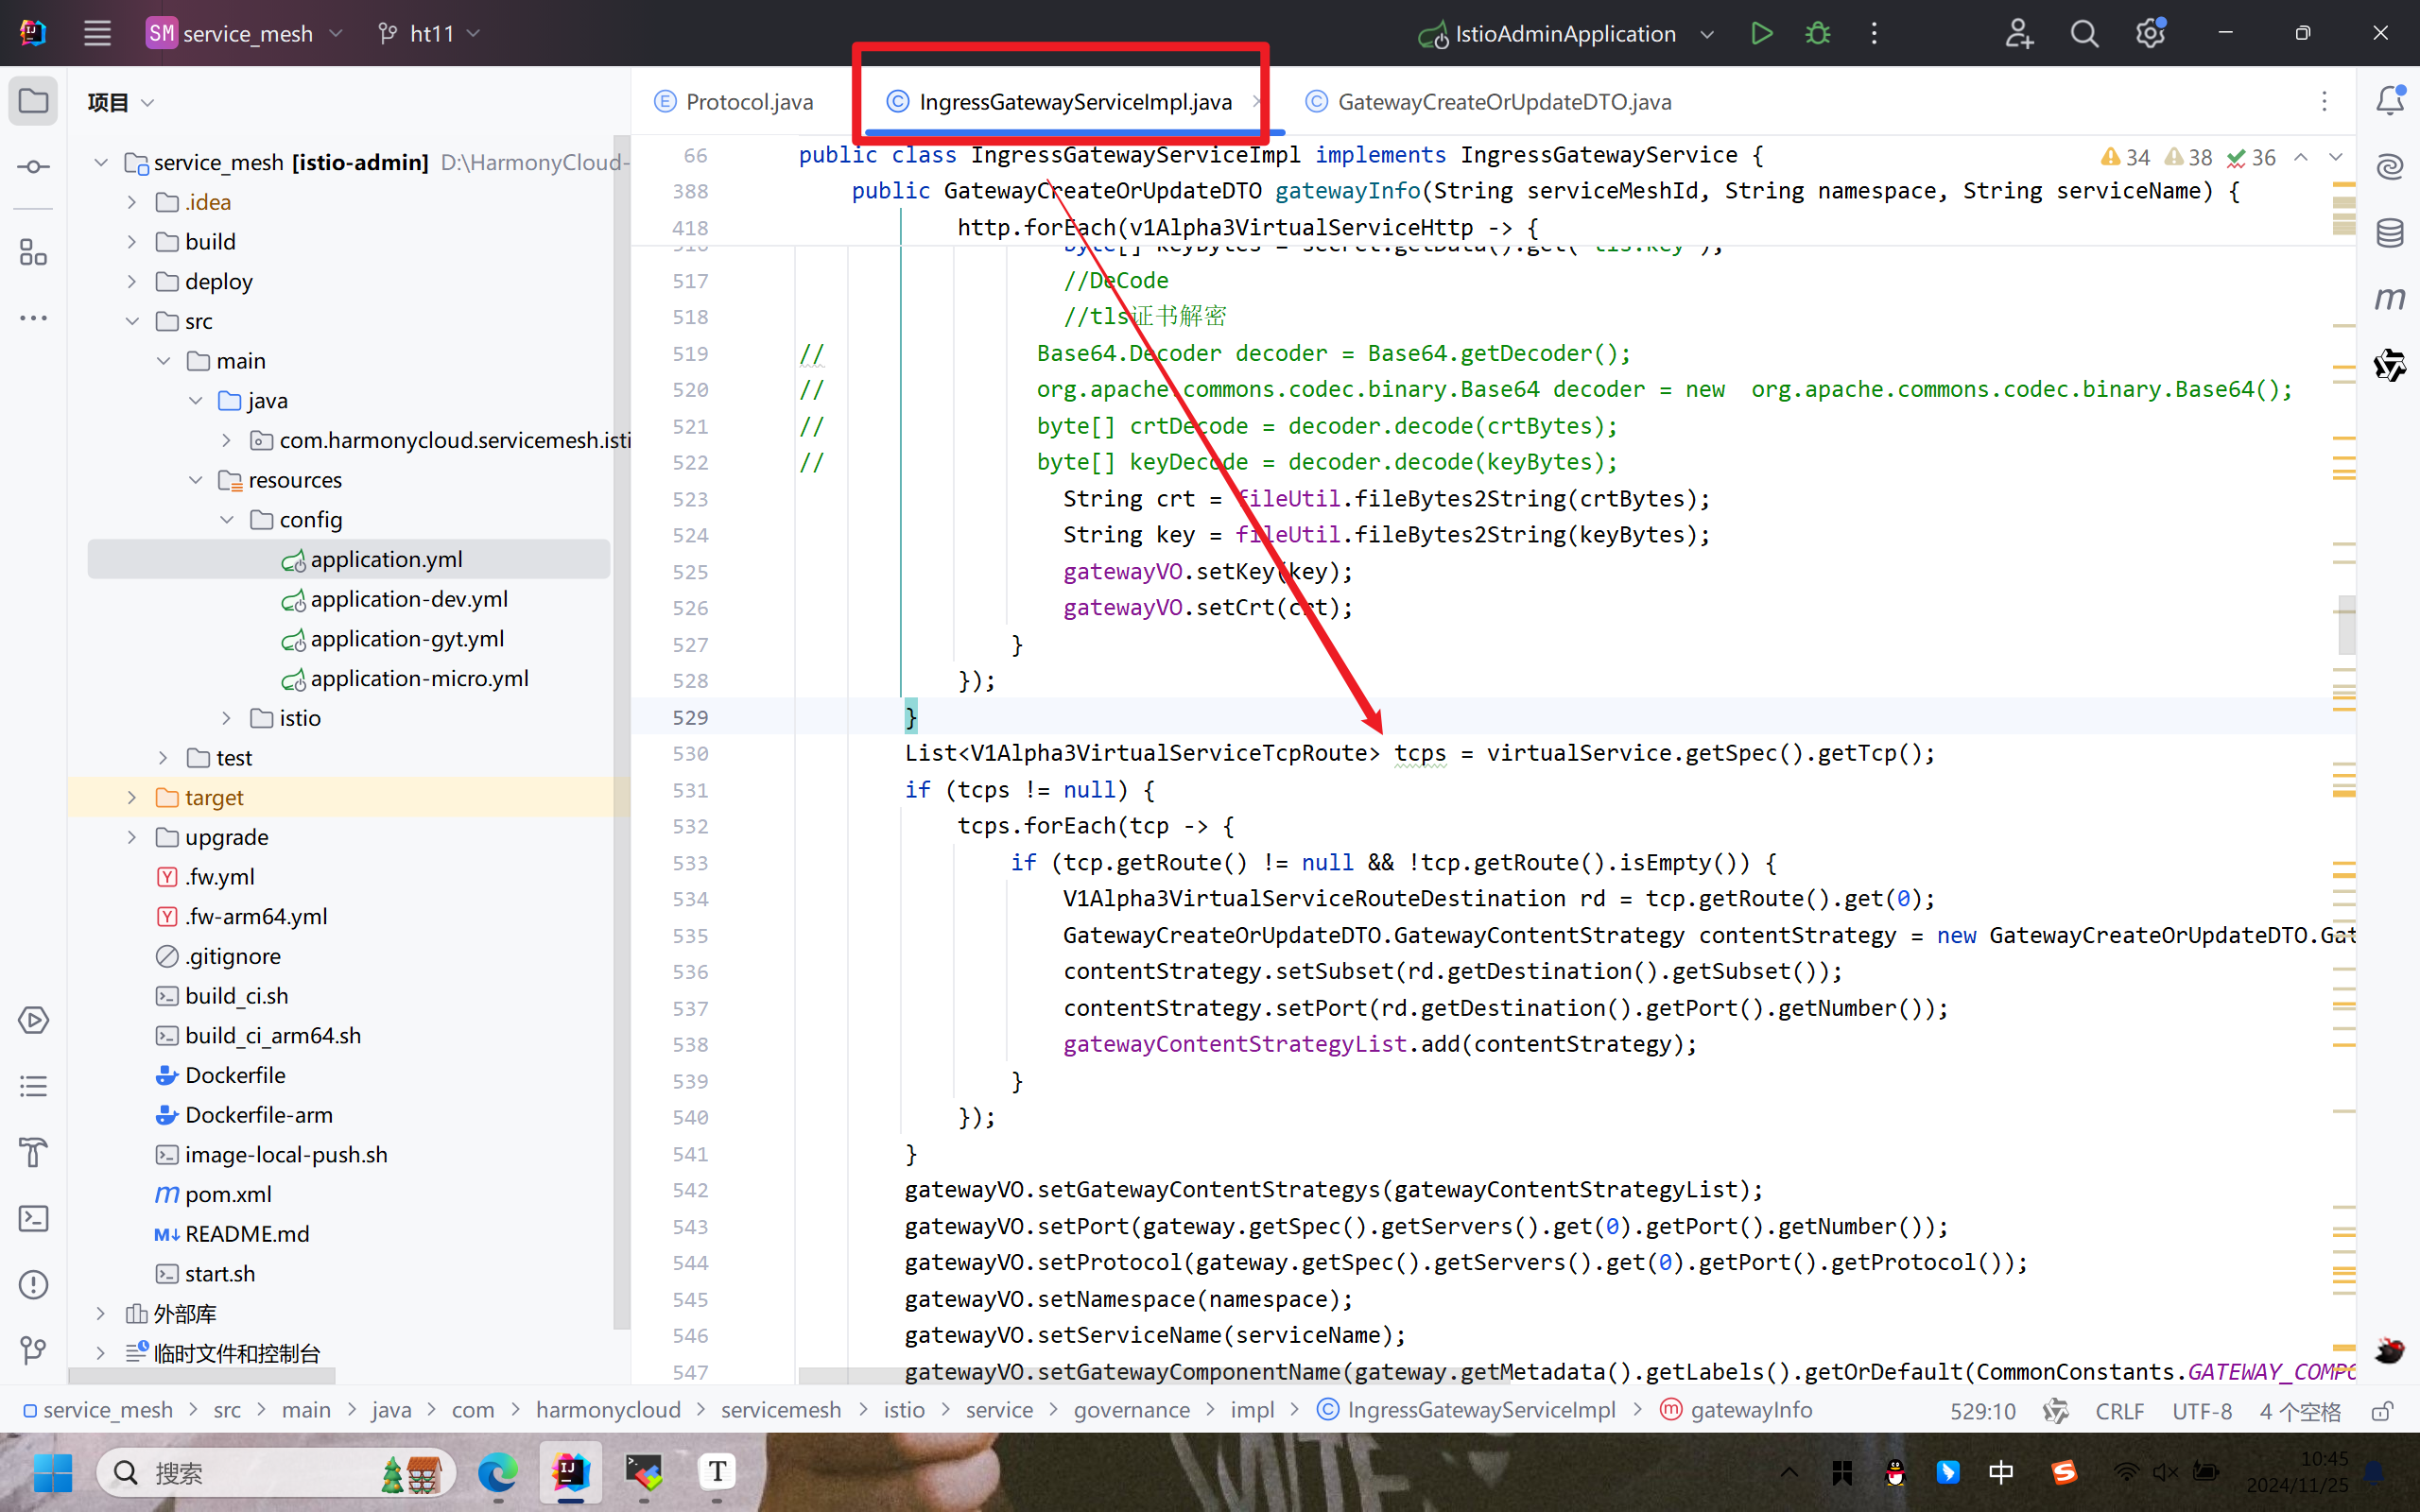 SM service_mesh ht11 IstioAdminApplication
项目
Protocol.java IngressGatewayServiceImpl.java GatewayCreateOrUpdateDTO.java
service_mesh [istio-admin] D:\HarmonyCloud-
.idea
build
deploy
src
main
java
com.harmonycloud.servicemesh.isti
resources
config
application.yml
application-dev.yml
application-gyt.yml
application-micro.yml
istio
test
target
upgrade
.fw.yml
.fw-arm64.yml
.gitignore
build_ci.sh
build_ci_arm64.sh
Dockerfile
Dockerfile-arm
image-local-push.sh
pom.xml
README.md
start.sh
外部库
临时文件和控制台
34 38 36
66 public class IngressGatewayServiceImpl implements IngressGatewayService {
388 public GatewayCreateOrUpdateDTO gatewayInfo(String serviceMeshId, String namespace, String serviceName) {
418 http.forEach(v1Alpha3VirtualServiceHttp -> {
516 byte[] keyBytes = secret.getData().get("tls.key");
517 //DeCode
518 //tls证书解密
519 // Base64.Decoder decoder = Base64.getDecoder();
520 // org.apache.commons.codec.binary.Base64 decoder = new org.apache.commons.codec.binary.Base64();
521 // byte[] crtDecode = decoder.decode(crtBytes);
522 // byte[] keyDecode = decoder.decode(keyBytes);
523 String crt = fileUtil.fileBytes2String(crtBytes);
524 String key = fileUtil.fileBytes2String(keyBytes);
525 gatewayVO.setKey(key);
526 gatewayVO.setCrt(crt);
527 }
528 });
529 }
530 List<V1Alpha3VirtualServiceTcpRoute> tcps = virtualService.getSpec().getTcp();
531 if (tcps != null) {
532 tcps.forEach(tcp -> {
533 if (tcp.getRoute() != null && !tcp.getRoute().isEmpty()) {
534 V1Alpha3VirtualServiceRouteDestination rd = tcp.getRoute().get(0);
535 GatewayCreateOrUpdateDTO.GatewayContentStrategy contentStrategy = new GatewayCreateOrUpdateDTO.Gat
536 contentStrategy.setSubset(rd.getDestination().getSubset());
537 contentStrategy.setPort(rd.getDestination().getPort().getNumber());
538 gatewayContentStrategyList.add(contentStrategy);
539 }
540 });
541 }
542 gatewayVO.setGatewayContentStrategys(gatewayContentStrategyList);
543 gatewayVO.setPort(gateway.getSpec().getServers().get(0).getPort().getNumber());
544 gatewayVO.setProtocol(gateway.getSpec().getServers().get(0).getPort().getProtocol());
545 gatewayVO.setNamespace(namespace);
546 gatewayVO.setServiceName(serviceName);
547 gatewayVO.setGatewayComponentName(gateway.getMetadata().getLabels().getOrDefault(CommonConstants.GATEWAY_COMPO
service_mesh > src > main > java > com > harmonycloud > servicemesh > istio > service > governance > impl > IngressGatewayServiceImpl > gatewayInfo 529:10 CRLF UTF-8 4 个空格
搜索
中
10:45
2024/11/25